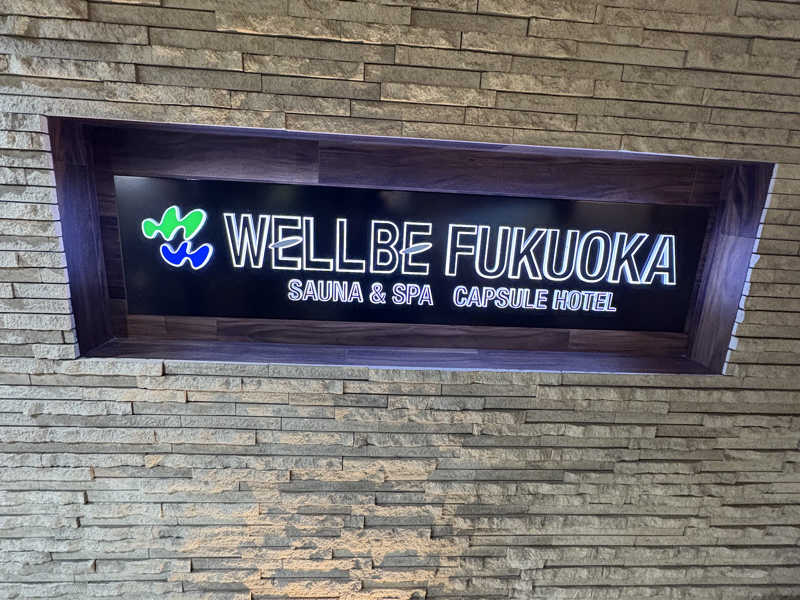 WELLBE FUKUOKA
SAUNA & SPA CAPSULE HOTEL